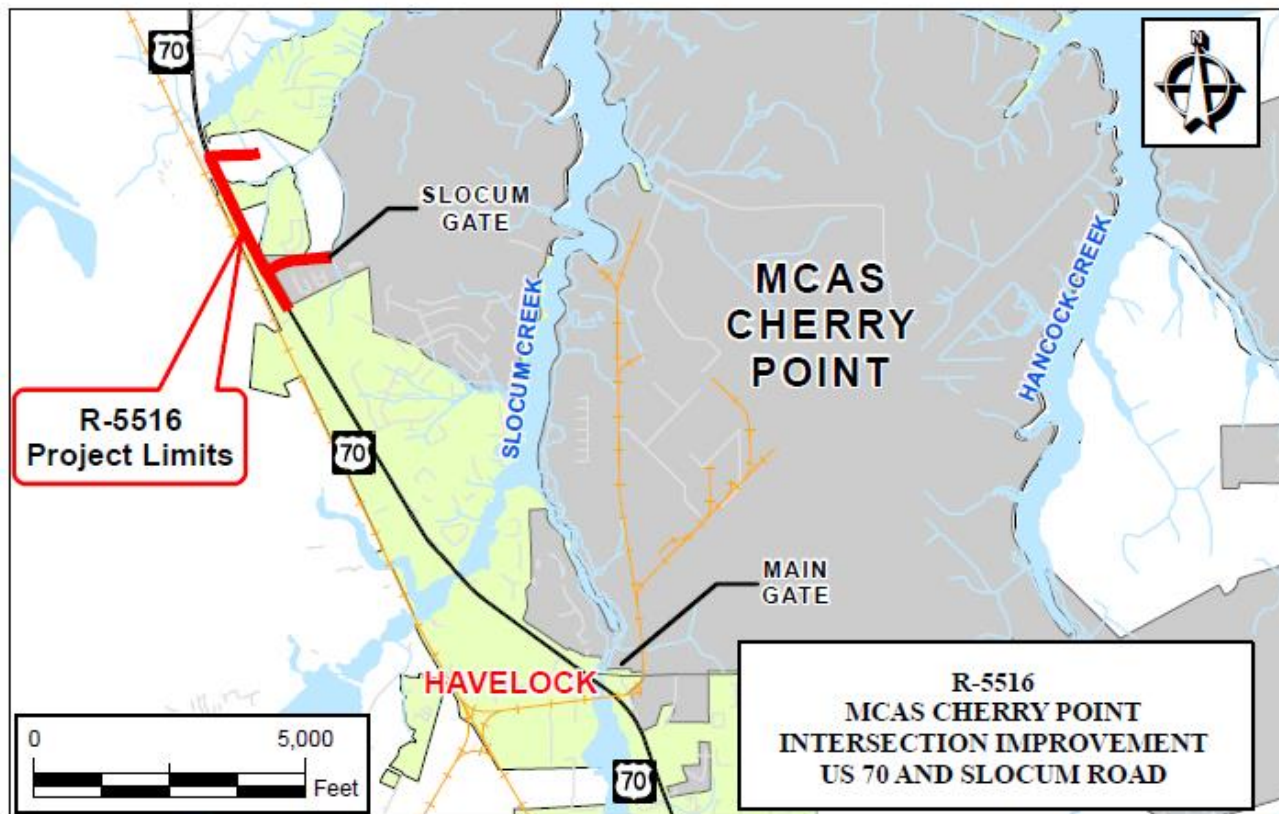 70
N
SLOCUM
GATE
MCAS
CHERRY
POINT
SLOCUM CREEK
HANCOCK CREEK
R-5516
Project Limits
70
MAIN
GATE
HAVELOCK
R-5516
MCAS CHERRY POINT
INTERSECTION IMPROVEMENT
US 70 AND SLOCUM ROAD
0 5,000
Feet
70